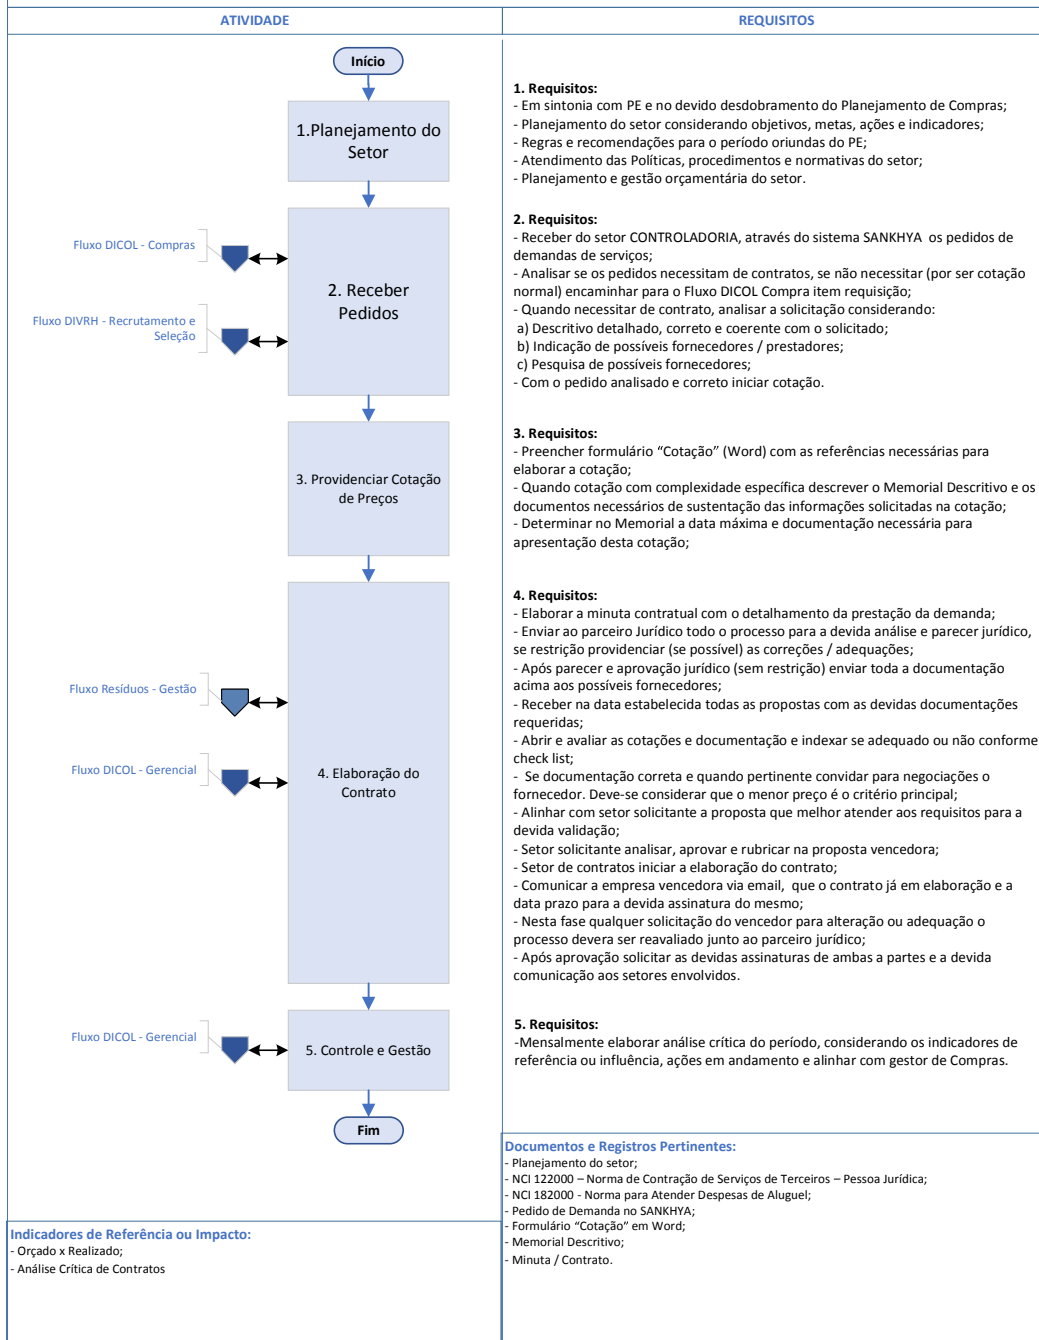 ATIVIDADE
REQUISITOS
Início
1.Planejamento do
Setor
Fluxo DICOL - Compras
Fluxo DIVRH - Recrutamento e
Seleção
2. Receber
Pedidos
3. Providenciar Cotação
de Preços
Fluxo Resíduos - Gestão
Fluxo DICOL - Gerencial
4. Elaboração do
Contrato
Fluxo DICOL - Gerencial
5. Controle e Gestão
Fim
1. Requisitos:
- Em sintonia com PE e no devido desdobramento do Planejamento de Compras;
- Planejamento do setor considerando objetivos, metas, ações e indicadores;
- Regras e recomendações para o período oriundas do PE;
- Atendimento das Políticas, procedimentos e normativas do setor;
- Planejamento e gestão orçamentária do setor.
2. Requisitos:
- Receber do setor CONTROLADORIA, através do sistema SANKHYA os pedidos de
demandas de serviços;
- Analisar se os pedidos necessitam de contratos, se não necessitar (por ser cotação
normal) encaminhar para o Fluxo DICOL Compra item requisição;
- Quando necessitar de contrato, analisar a solicitação considerando:
a) Descritivo detalhado, correto e coerente com o solicitado;
b) Indicação de possíveis fornecedores / prestadores;
c) Pesquisa de possíveis fornecedores;
- Com o pedido analisado e correto iniciar cotação.
3. Requisitos:
- Preencher formulário “Cotação” (Word) com as referências necessárias para
elaborar a cotação;
- Quando cotação com complexidade específica descrever o Memorial Descritivo e os
documentos necessários de sustentação das informações solicitadas na cotação;
- Determinar no Memorial a data máxima e documentação necessária para
apresentação desta cotação;
4. Requisitos:
- Elaborar a minuta contratual com o detalhamento da prestação da demanda;
- Enviar ao parceiro Jurídico todo o processo para a devida análise e parecer jurídico,
se restrição providenciar (se possível) as correções / adequações;
- Após parecer e aprovação jurídico (sem restrição) enviar toda a documentação
acima aos possíveis fornecedores;
- Receber na data estabelecida todas as propostas com as devidas documentações
requeridas;
- Abrir e avaliar as cotações e documentação e indexar se adequado ou não conforme
check list;
- Se documentação correta e quando pertinente convidar para negociações o
fornecedor. Deve-se considerar que o menor preço é o critério principal;
- Alinhar com setor solicitante a proposta que melhor atender aos requisitos para a
devida validação;
- Setor solicitante analisar, aprovar e rubricar na proposta vencedora;
- Setor de contratos iniciar a elaboração do contrato;
- Comunicar a empresa vencedora via email, que o contrato já em elaboração e a
data prazo para a devida assinatura do mesmo;
- Nesta fase qualquer solicitação do vencedor para alteração ou adequação o
processo devera ser reavaliado junto ao parceiro jurídico;
- Após aprovação solicitar as devidas assinaturas de ambas a partes e a devida
comunicação aos setores envolvidos.
5. Requisitos:
-Mensalmente elaborar análise crítica do período, considerando os indicadores de
referência ou influência, ações em andamento e alinhar com gestor de Compras.
Documentos e Registros Pertinentes:
- Planejamento do setor;
- NCI 122000 – Norma de Contração de Serviços de Terceiros – Pessoa Jurídica;
- NCI 182000 - Norma para Atender Despesas de Aluguel;
- Pedido de Demanda no SANKHYA;
- Formulário “Cotação” em Word;
- Memorial Descritivo;
- Minuta / Contrato.
Indicadores de Referência ou Impacto:
- Orçado x Realizado;
- Análise Crítica de Contratos